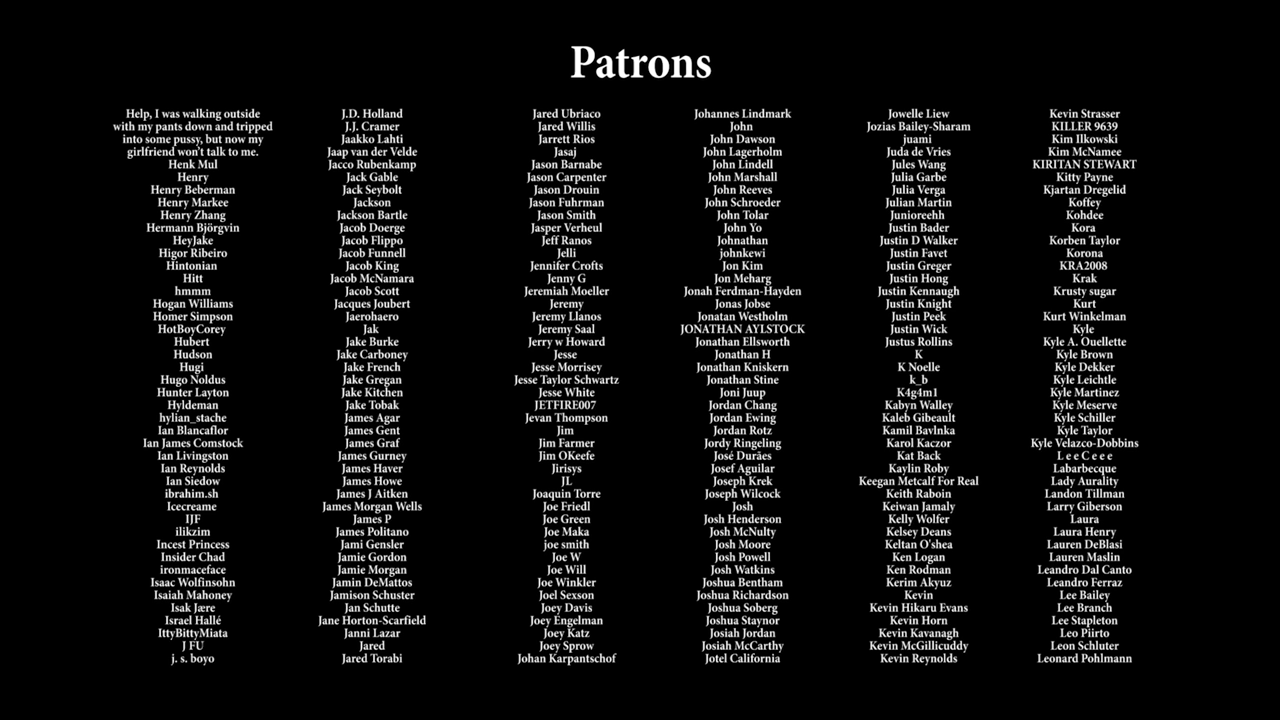 Patrons
Help, I was walking outside
with my pants down and tripped
into some pussy, but now my
girlfriend won't talk to me.
Henk Mul
Henry
Henry Beberman
Henry Markee
Henry Zhang
Hermann Björgvin
HeyJake
Higor Ribeiro
Hintonian
Hitt
hmmm
Hogan Williams
Homer Simpson
HotBoyCorey
Hubert
Hudson
Hugi
Hugo Noldus
Hunter Layton
Hyldeman
hylian_stache
Ian Blancaflor
Ian James Comstock
Ian Livingston
Ian Reynolds
Ian Siedow
ibrahim.sh
Icecreame
IJF
ilikzim
Incest Princess
Insider Chad
ironmaceface
Isaac Wolfinsohn
Isaiah Mahoney
Isak Jære
Israel Hallé
IttyBittyMiata
J FU
j. s. boyo
J.D. Holland
J.J. Cramer
Jaakko Lahti
Jaap van der Velde
Jacco Rubenkamp
Jack Gable
Jack Seybolt
Jackson
Jackson Bartle
Jacob Doerge
Jacob Flippo
Jacob Funnell
Jacob King
Jacob McNamara
Jacob Scott
Jacques Joubert
Jaerohaero
Jak
Jake Burke
Jake Carboney
Jake French
Jake Gregan
Jake Kitchen
Jake Tobak
James Agar
James Gent
James Graf
James Gurney
James Haver
James Howe
James J Aitken
James Morgan Wells
James P
James Politano
Jami Gensler
Jamie Gordon
Jamie Morgan
Jamin DeMattos
Jamison Schuster
Jan Schutte
Jane Horton-Scarfield
Janni Lazar
Jared
Jared Torabi
Jared Ubriaco
Jared Willis
Jarrett Rios
Jasaj
Jason Barnabe
Jason Carpenter
Jason Drouin
Jason Fuhrman
Jason Smith
Jasper Verheul
Jeff Ranos
Jelli
Jennifer Crofts
Jenny G
Jeremiah Moeller
Jeremy
Jeremy Llanos
Jeremy Saal
Jerry w Howard
Jesse
Jesse Morrisey
Jesse Taylor Schwartz
Jesse White
JETFIRE007
Jevan Thompson
Jim
Jim Farmer
Jim OKeefe
Jirisys
JL
Joaquin Torre
Joe Friedl
Joe Green
Joe Maka
joe smith
Joe W
Joe Will
Joe Winkler
Joel Sexson
Joey Davis
Joey Engelman
Joey Katz
Joey Sprow
Johan Karpantschof
Johannes Lindmark
John
John Dawson
John Lagerholm
John Lindell
John Marshall
John Reeves
John Schroeder
John Tolar
John Yo
Johnathan
johnkewi
Jon Kim
Jon Meharg
Jonah Ferdman-Hayden
Jonas Jobse
Jonatan Westholm
JONATHAN AYLSTOCK
Jonathan Ellsworth
Jonathan H
Jonathan Kniskern
Jonathan Stine
Joni Juup
Jordan Chang
Jordan Ewing
Jordan Rotz
Jordy Ringeling
José Durães
Josef Aguilar
Joseph Krek
Joseph Wilcock
Josh
Josh Henderson
Josh McNulty
Josh Moore
Josh Powell
Josh Watkins
Joshua Bentham
Joshua Richardson
Joshua Soberg
Joshua Staynor
Josiah Jordan
Josiah McCarthy
Jotel California
Jowelle Liew
Jozias Bailey-Sharam
juami
Juda de Vries
Jules Wang
Julia Garbe
Julia Verga
Julian Martin
Junioreehh
Justin Bader
Justin D Walker
Justin Favet
Justin Greger
Justin Hong
Justin Kennaugh
Justin Knight
Justin Peek
Justin Wick
Justus Rollins
K
K Noelle
k_b
K4g4m1
Kabyn Walley
Kaleb Gibeault
Kamil Bavlnka
Karol Kaczor
Kat Back
Kaylin Roby
Keegan Metcalf For Real
Keith Raboin
Keiwan Jamaly
Kelly Wolfer
Kelsey Deans
Keltan O'shea
Ken Logan
Ken Rodman
Kerim Akyuz
Kevin
Kevin Hikaru Evans
Kevin Horn
Kevin Kavanagh
Kevin McGillicuddy
Kevin Reynolds
Kevin Strasser
KILLER 9639
Kim Ilkowski
Kim McNamee
KIRITAN STEWART
Kitty Payne
Kjartan Dregelid
Koffey
Kohdee
Kora
Korben Taylor
Korona
KRA2008
Krak
Krusty sugar
Kurt
Kurt Winkelman
Kyle
Kyle A. Ouellette
Kyle Brown
Kyle Dekker
Kyle Leichtle
Kyle Martinez
Kyle Meserve
Kyle Schiller
Kyle Taylor
Kyle Velazco-Dobbins
L e e C e e e
Labarbecque
Lady Aurality
Landon Tillman
Larry Giberson
Laura
Laura Henry
Lauren DeBlasi
Lauren Maslin
Leandro Dal Canto
Leandro Ferraz
Lee Bailey
Lee Branch
Lee Stapleton
Leo Piirto
Leon Schluter
Leonard Pohlmann